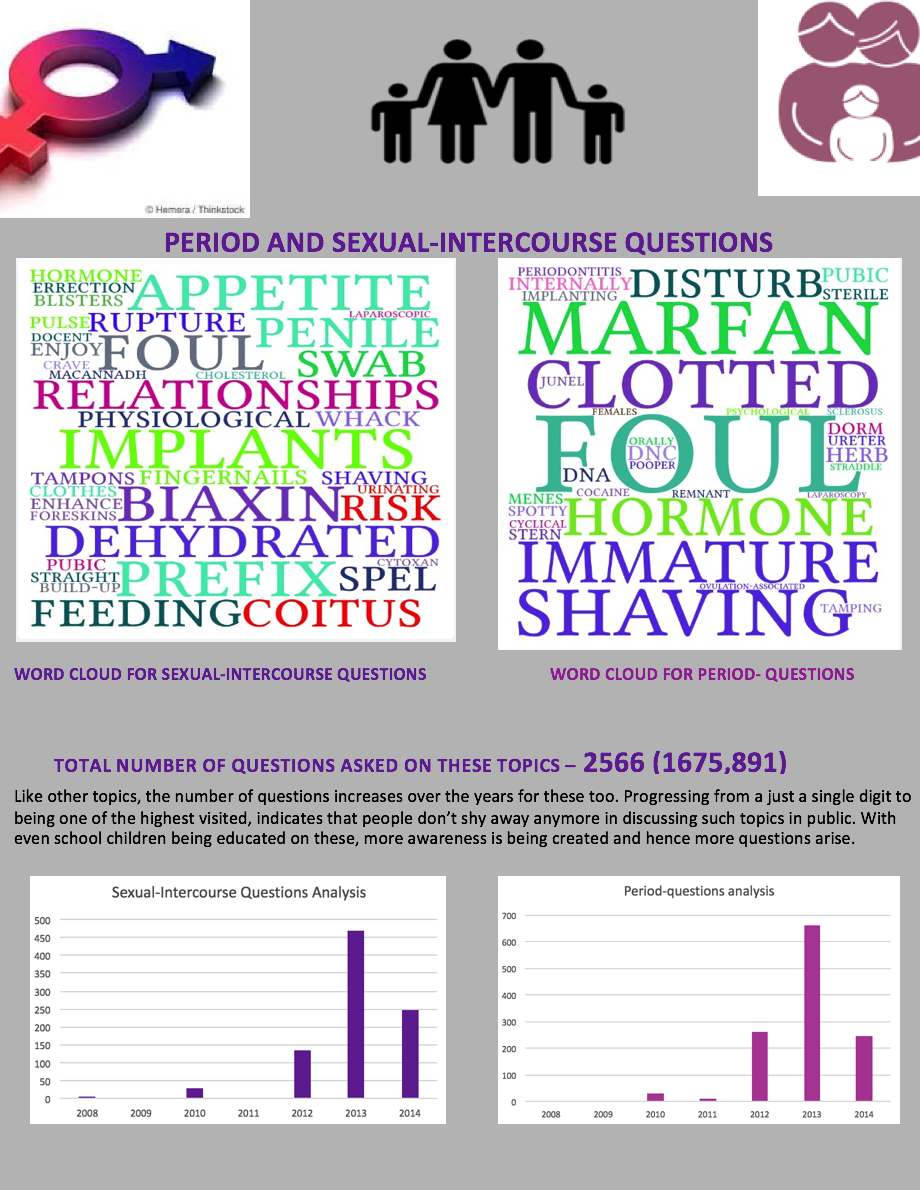 © Hemera / Thinkstock
PERIOD AND SEXUAL-INTERCOURSE QUESTIONS
HORMONE
ERRECTION
BLISTERS
APPETITE
LAPAROSCOPIC
PULSE
RUPTURE
PENILE
DOCENT
ENJOY
FOUL
SWAB
CRAVE
MACANNADH
CHOLESTEROL
RELATIONSHIPS
PHYSIOLOGICAL
WHACK
IMPLANTS
TAMPONS
FINGERNAILS
SHAVING
CLOTHES
ENHANCE
FORESKINS
BIAXIN
URINATING
RISK
DEHYDRATED
PUBIC
STRAIGHT
BUILD-UP
PREFIX
CYTOXAN
SPEL
FEEDING
COITUS
PERIODONTITIS
INTERNALLY
IMPLANTING
DISTURB
PUBIC
STERILE
MARFAN
JUNEL
CLOTTED
FEMALES
PSYCHOLOGICAL
SCLEROSUS
FOUL
ORALLY
DNC
POOPER
DNA
COCAINE
REMNANT
LAPAROSCOPY
DORM
URETER
HERB
STRADDLE
MENES
SPOTTY
CYCLICAL
STERN
HORMONE
IMMATURE
OVULATION-ASSOCIATED
SHAVING
TAMPING
WORD CLOUD FOR SEXUAL-INTERCOURSE QUESTIONS
WORD CLOUD FOR PERIOD- QUESTIONS
TOTAL NUMBER OF QUESTIONS ASKED ON THESE TOPICS – 2566 (1675,891)
Like other topics, the number of questions increases over the years for these too. Progressing from a just a single digit to
being one of the highest visited, indicates that people don't shy away anymore in discussing such topics in public. With
even school children being educated on these, more awareness is being created and hence more questions arise.
Sexual-Intercourse Questions Analysis
500
450
400
350
300
250
200
150
100
50
0
2008 2009 2010 2011 2012 2013 2014
Period-questions analysis
700
600
500
400
300
200
100
0
2008 2009 2010 2011 2012 2013 2014